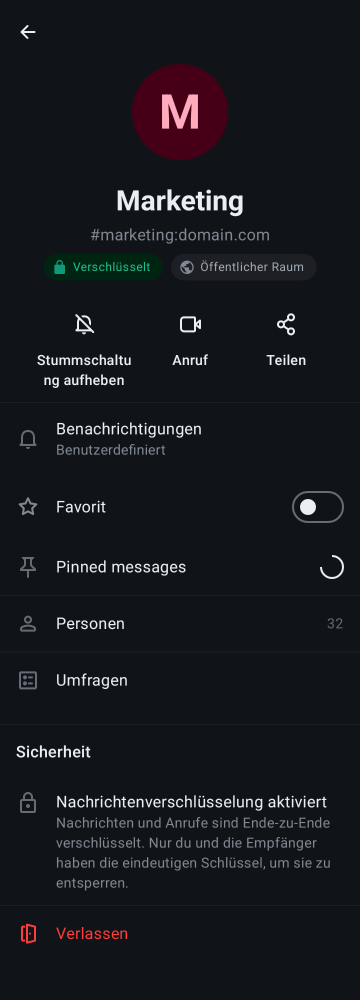 M
Marketing
#marketing:domain.com
Verschlüsselt
Öffentlicher Raum
Stummschaltu
ng aufheben
Anruf
Teilen
Benachrichtigungen
Benutzerdefiniert
Favorit
Pinned messages
Personen
32
Umfragen
Sicherheit
Nachrichtenverschlüsselung aktiviert
Nachrichten und Anrufe sind Ende-zu-Ende
verschlüsselt. Nur du und die Empfänger
haben die eindeutigen Schlüssel, um sie zu
entsperren.
Verlassen